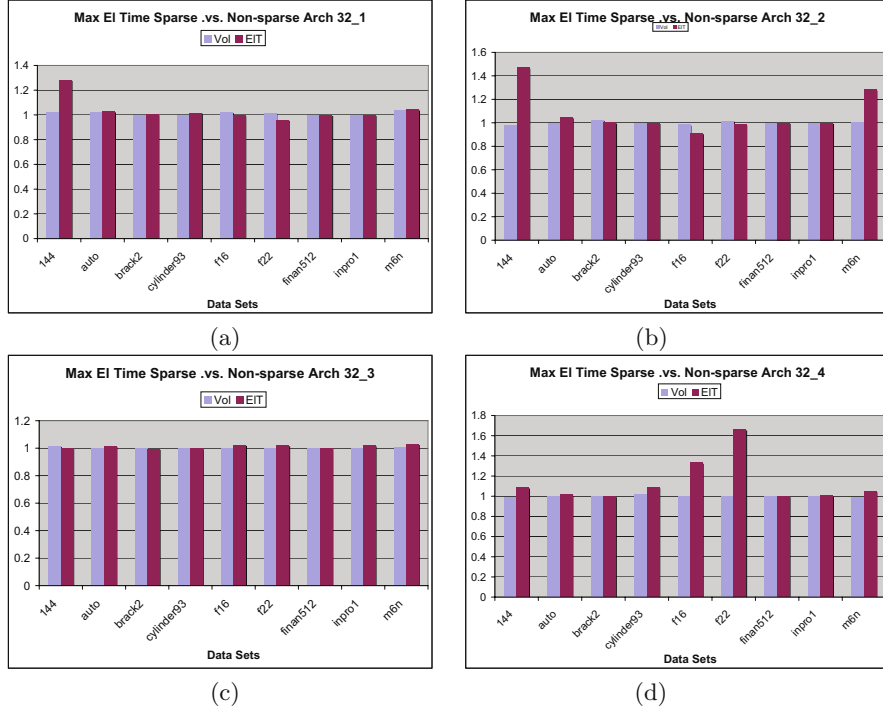 Max El Time Sparse .vs. Non-sparse Arch 32_1
Vol ElT
1.4
1.2
1
0.8
0.6
0.4
0.2
0
144 auto brack2 cylinder93 f16 f22 finan512 inpro1 m6n
Data Sets
(a)
Max El Time Sparse .vs. Non-sparse Arch 32_2
Vol ElT
1.6
1.4
1.2
1
0.8
0.6
0.4
0.2
0
144 auto brack2 cylinder93 f16 f22 finan512 inpro1 m6n
Data Sets
(b)
Max El Time Sparse .vs. Non-sparse Arch 32_3
Vol ElT
1.2
1
0.8
0.6
0.4
0.2
0
144 auto brack2 cylinder93 f16 f22 finan512 inpro1 m6n
Data Sets
(c)
Max El Time Sparse .vs. Non-sparse Arch 32_4
Vol ElT
1.8
1.6
1.4
1.2
1
0.8
0.6
0.4
0.2
0
144 auto brack2 cylinder93 f16 f22 finan512 inpro1 m6n
Data Sets
(d)